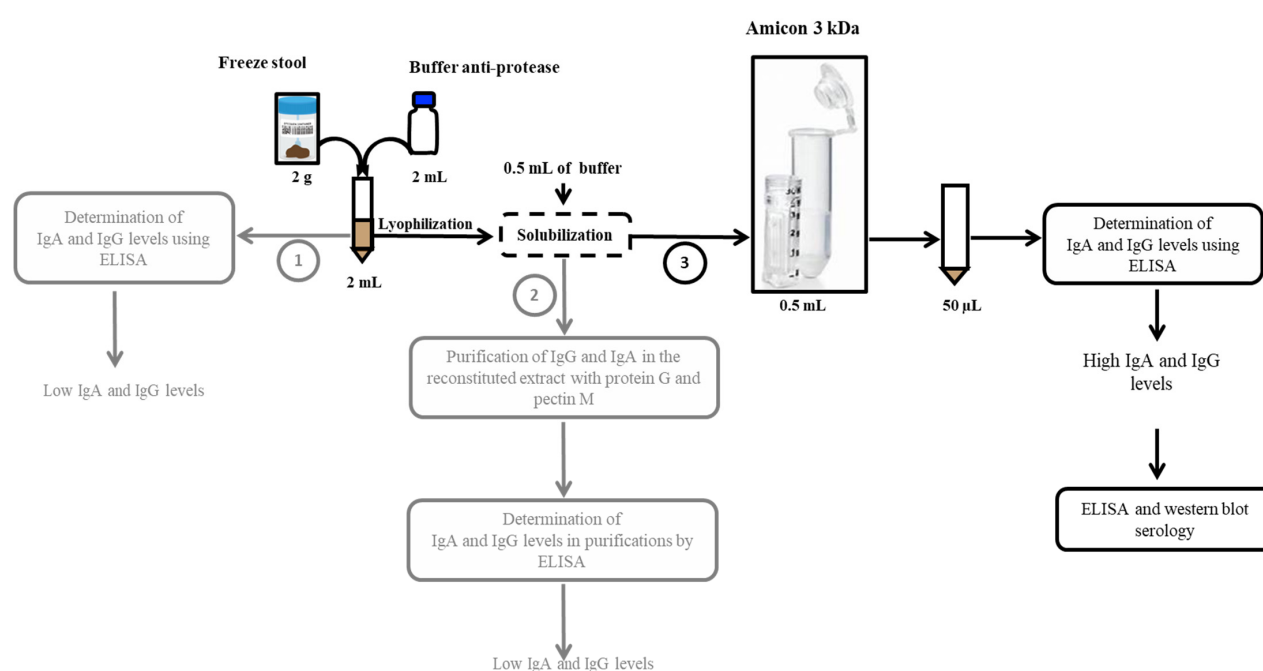 Amicon 3 kDa
Freeze stool
Buffer anti-protease
2 g
2 mL
0.5 mL of buffer
Lyophilization
Solubilization
2 mL
1
2
3
0.5 mL
50 µL
Determination of
IgA and IgG levels using
ELISA
Low IgA and IgG levels
Purification of IgG and IgA in the
reconstituted extract with protein G and
pectin M
Determination of
IgA and IgG levels in purifications by
ELISA
Low IgA and IgG levels
Determination of
IgA and IgG levels using
ELISA
High IgA and IgG
levels
ELISA and western blot
serology